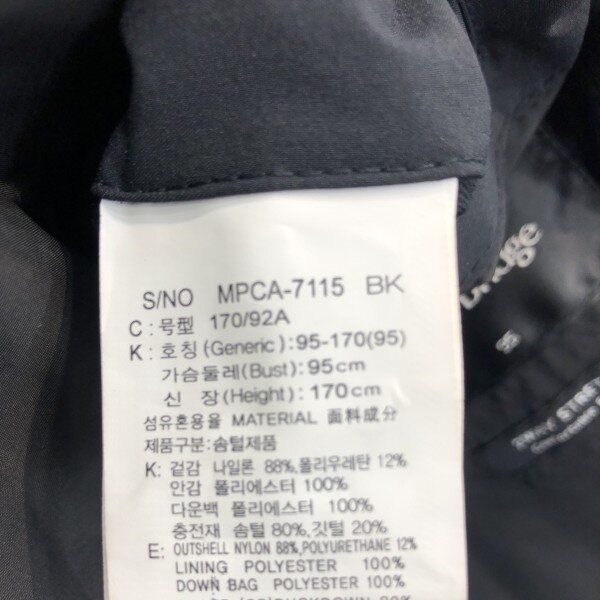 S/NO MPCA-7115 BK
C : 号型 170/92A
K : 호칭 (Generic) : 95-170(95)
가슴둘레 (Bust) : 95cm
신 장 (Height) : 170cm
섬유혼용율 MATERIAL 面料成分
제품구분:솜털제품
K: 겉감 나일론 88%,폴리우레탄 12%
안감 폴리에스터 100%
다운백 폴리에스터 100%
충전재 솜털 80%,깃털 20%
E: OUTSHELL NYLON 88%,POLYURETHANE 12%
LINING POLYESTER 100%
DOWN BAG POLYESTER 100%
95
2WAY STRET